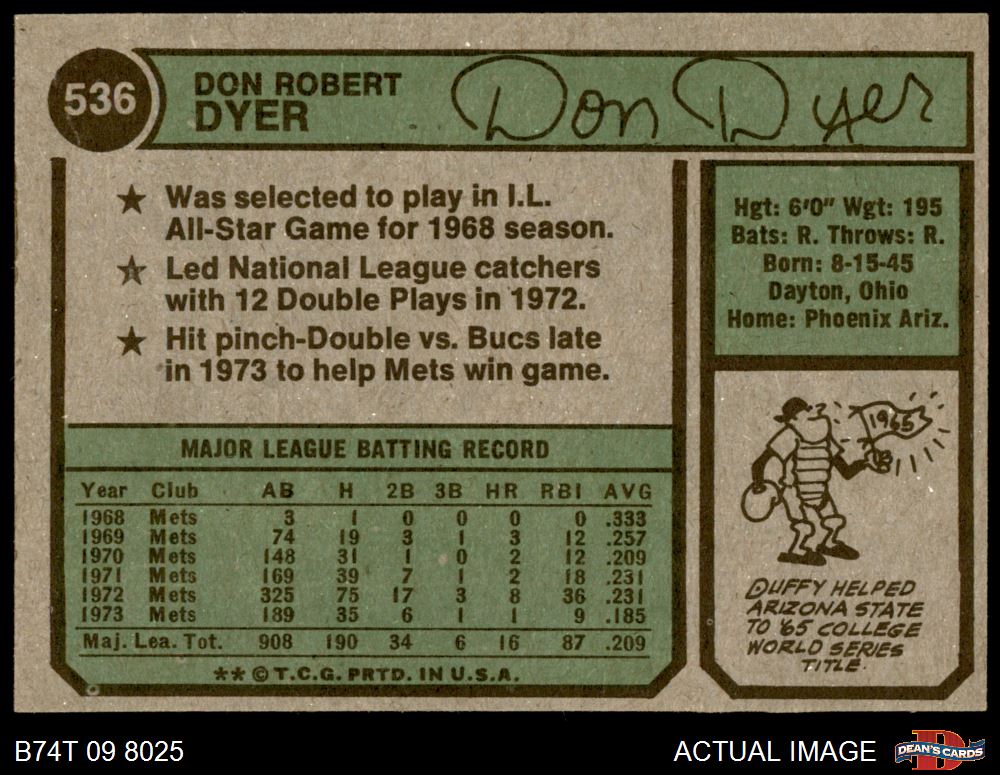 536
DON ROBERT
DYER
Don Dyer
★ Was selected to play in I.L.
All-Star Game for 1968 season.
★ Led National League catchers
with 12 Double Plays in 1972.
★ Hit pinch-Double vs. Bucs late
in 1973 to help Mets win game.
Hgt: 6'0" Wgt: 195
Bats: R. Throws: R.
Born: 8-15-45
Dayton, Ohio
Home: Phoenix Ariz.
MAJOR LEAGUE BATTING RECORD
Year Club AB H 2B 3B HR RBI AVG
1968 Mets 3 1 0 0 0 0 .333
1969 Mets 74 19 3 1 3 12 .257
1970 Mets 148 31 1 0 2 12 .209
1971 Mets 169 39 7 1 2 18 .231
1972 Mets 325 75 17 3 8 36 .231
1973 Mets 189 35 6 1 1 9 .185
Maj. Lea. Tot. 908 190 34 6 16 87 .209
** © T.C.G. PRTD. IN U.S.A.
1965
DUFFY HELPED
ARIZONA STATE
TO '65 COLLEGE
WORLD SERIES
TITLE.
B74T 09 8025
ACTUAL IMAGE
DEAN'S CARDS